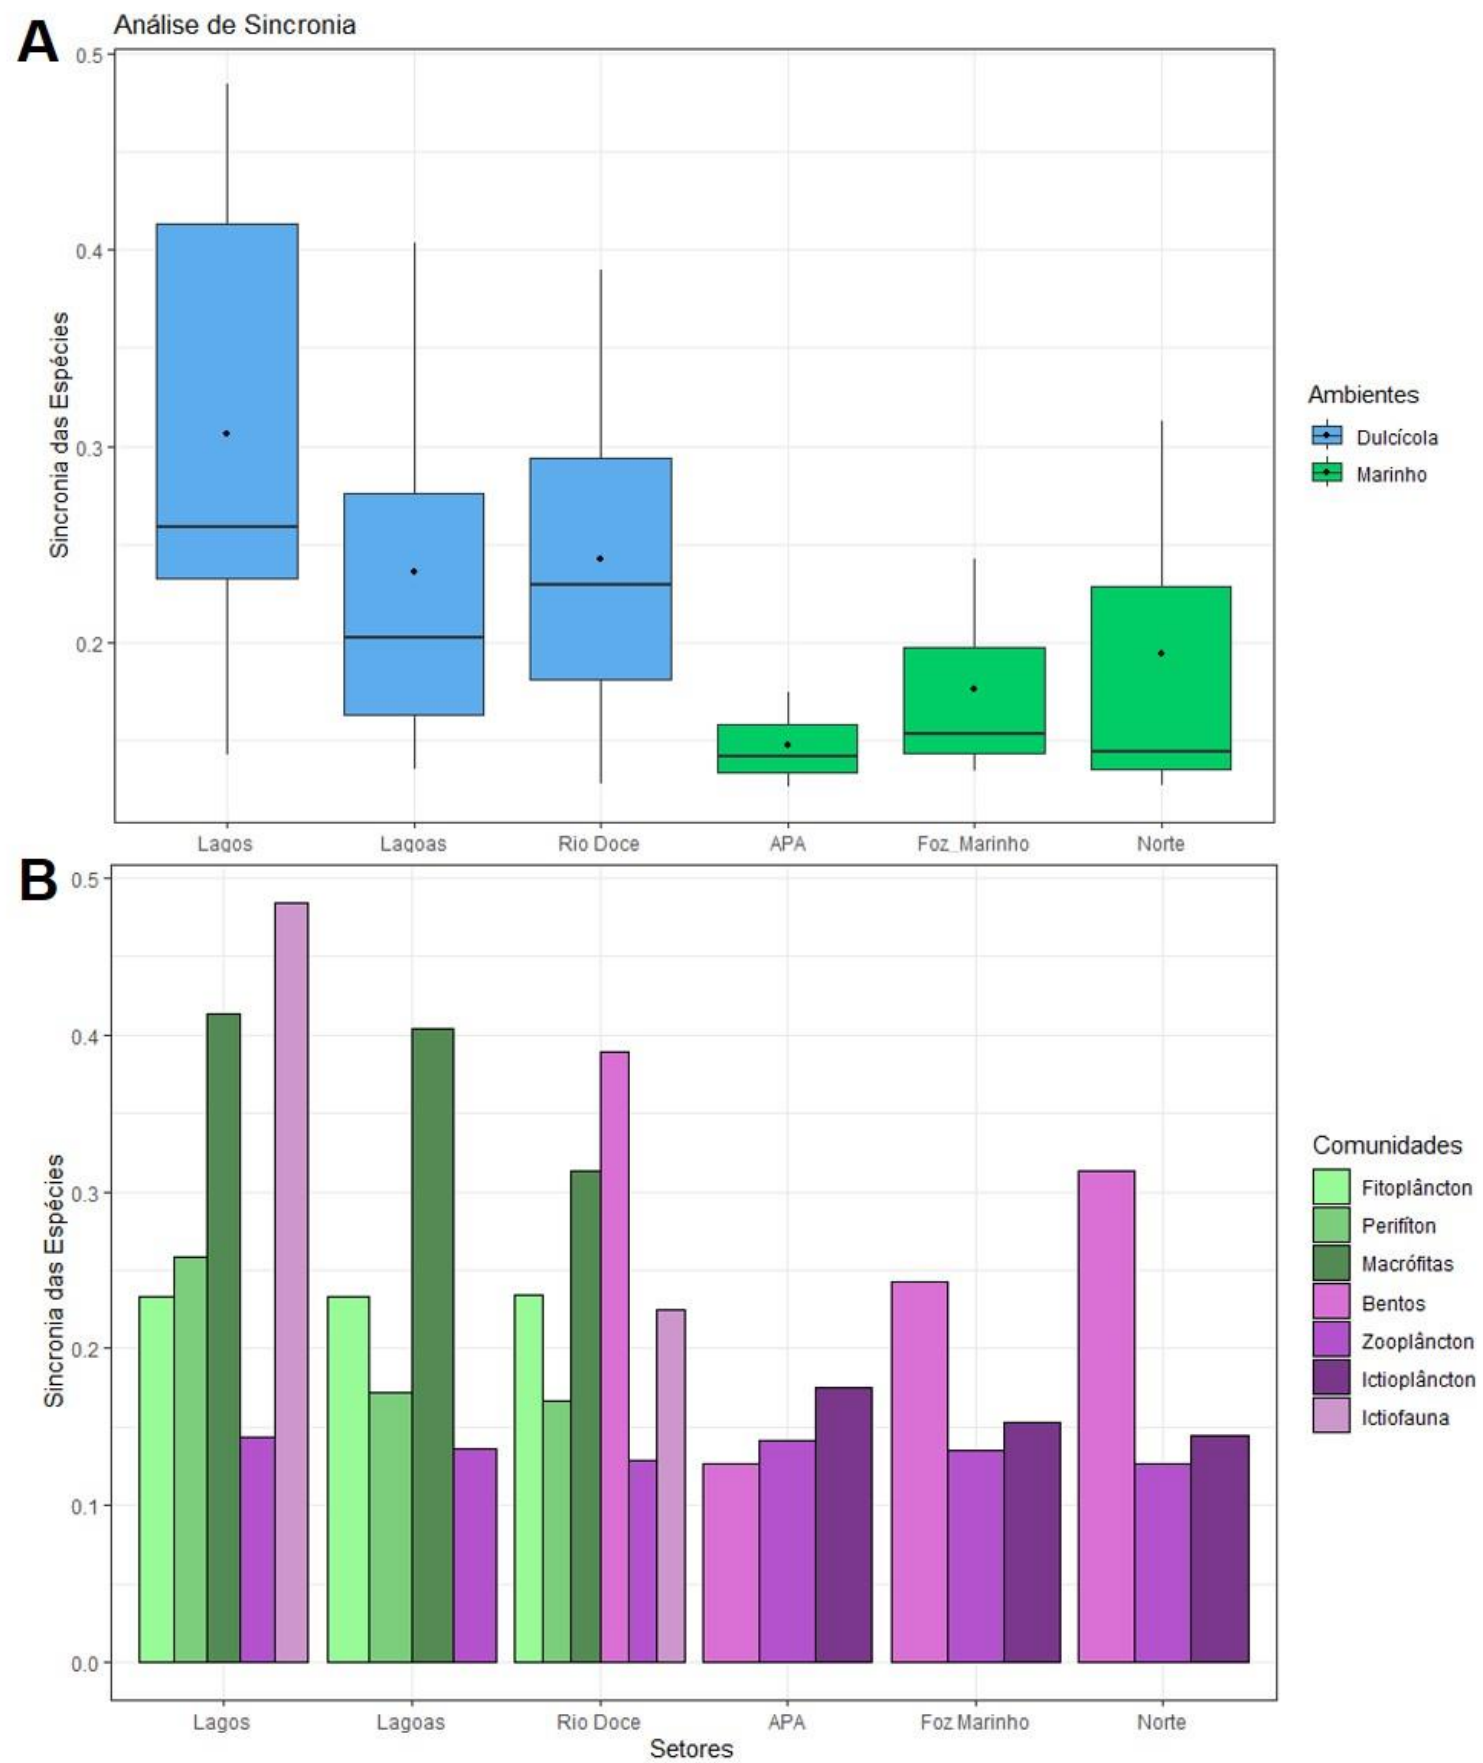 A
Análise de Sincronia
0.5
0.4
0.3
0.2
Sincronia das Espécies
Lagos Lagoas Rio Doce APA Foz_Marinho Norte
Ambientes
Dulcícola
Marinho
B
0.5
0.4
0.3
0.2
0.1
0.0
Sincronia das Espécies
Lagos Lagoas Rio Doce APA Foz Marinho Norte
Setores
Comunidades
Fitoplâncton
Perifíton
Macrófitas
Bentos
Zooplâncton
Ictioplâncton
Ictiofauna